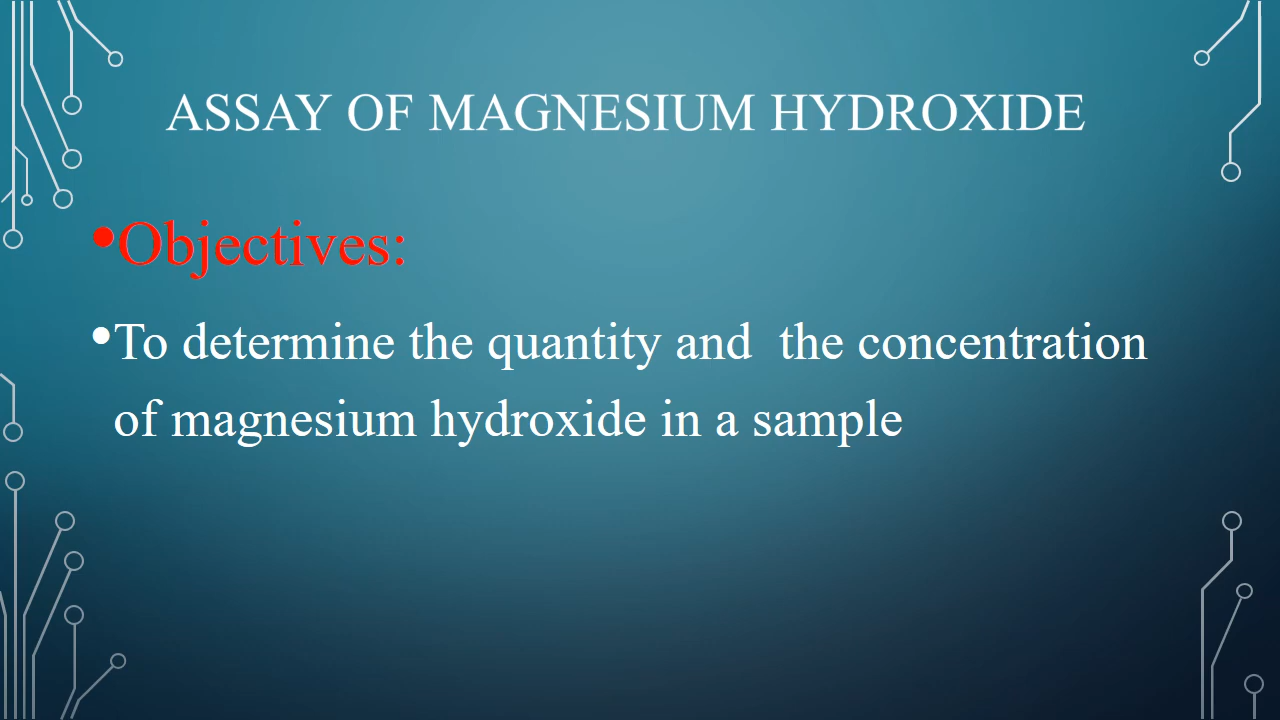 ASSAY OF MAGNESIUM HYDROXIDE
•Objectives:
•To determine the quantity and  the concentration
of magnesium hydroxide in a sample